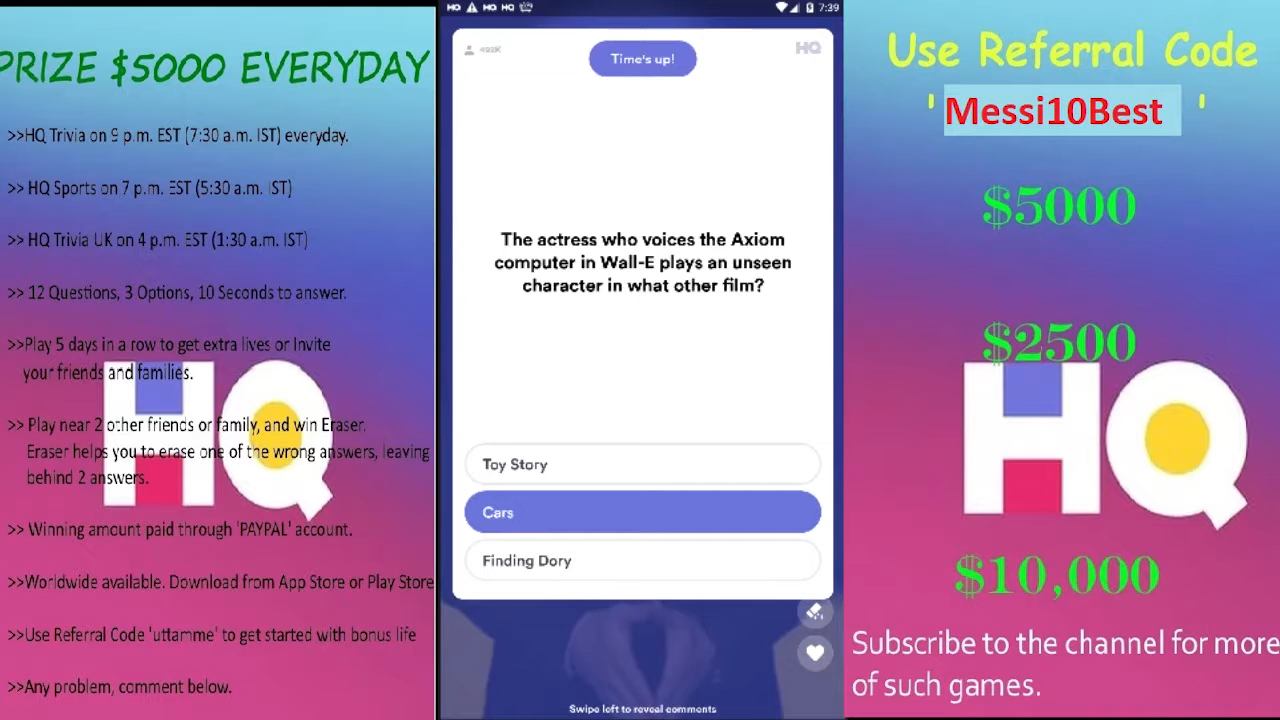 PRIZE $5000 EVERYDAY
>>HQ Trivia on 9 p.m. EST (7:30 a.m. IST) everyday.
>> HQ Sports on 7 p.m. EST (5:30 a.m. IST)
>> HQ Trivia UK on 4 p.m. EST (1:30 a.m. IST)
>> 12 Questions, 3 Options, 10 Seconds to answer.
>>Play 5 days in a row to get extra lives or Invite
your friends and families.
>> Play near 2 other friends or family, and win Eraser.
Eraser helps you to erase one of the wrong answers, leaving
behind 2 answers.
>> Winning amount paid through 'PAYPAL' account.
>>Worldwide available. Download from App Store or Play Store
>>Use Referral Code 'uttamme' to get started with bonus life
>>Any problem, comment below.
HQ
HQ HQ HQ 7:39
Time's up!
HQ
The actress who voices the Axiom
computer in Wall-E plays an unseen
character in what other film?
Toy Story
Cars
Finding Dory
Swipe left to reveal comments
Use Referral Code
' Messi10Best '
$5000
$2500
HQ
$10,000
Subscribe to the channel for more
of such games.